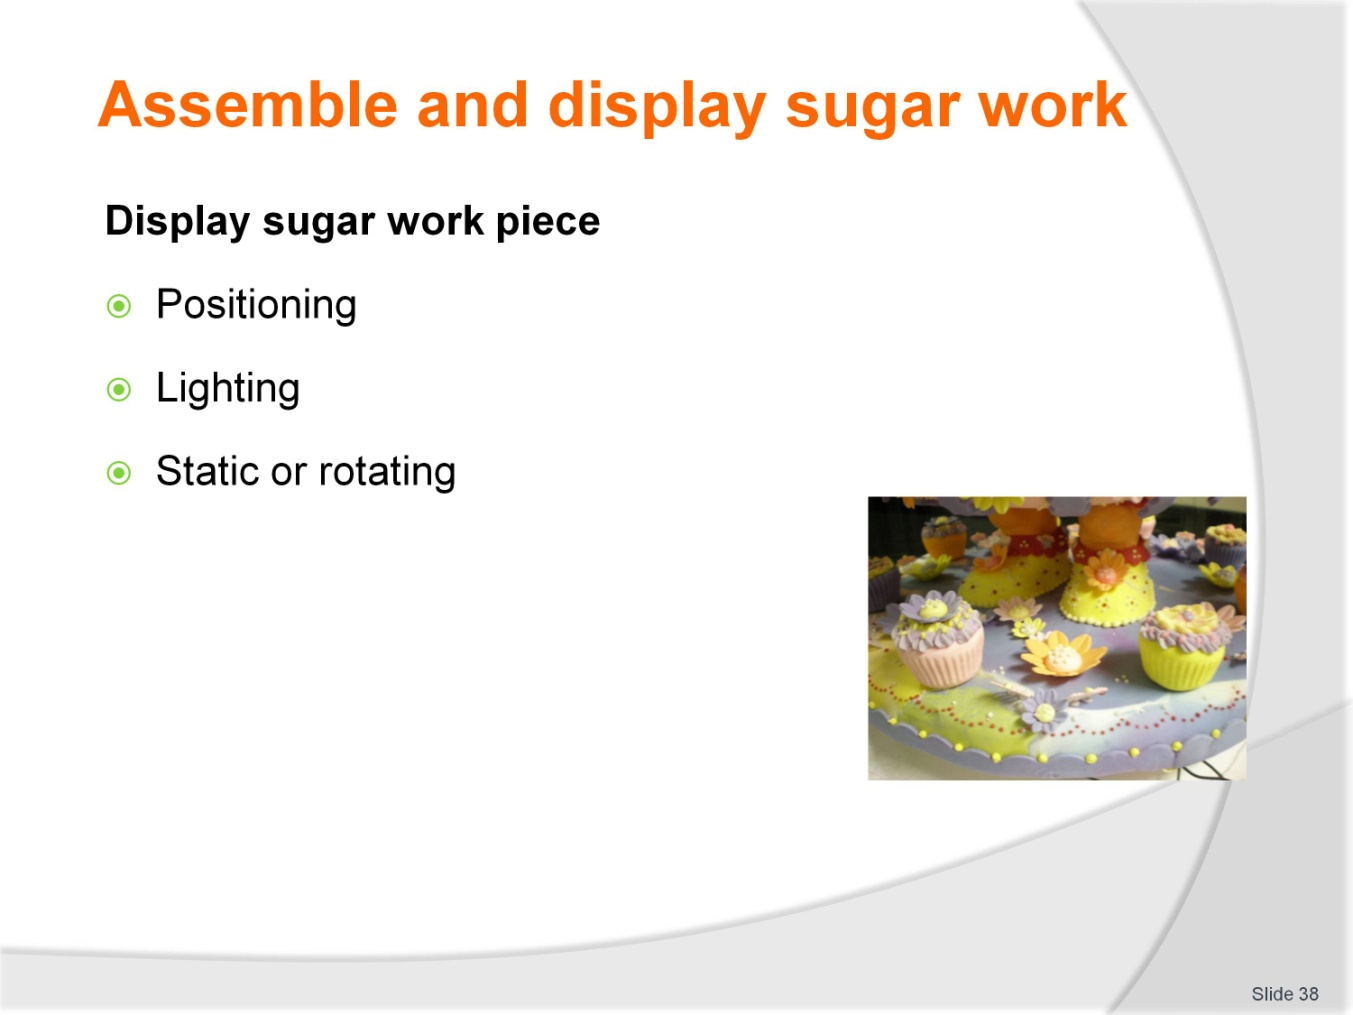 Assemble and display sugar work
Display sugar work piece
Positioning
Lighting
Static or rotating
Slide 38